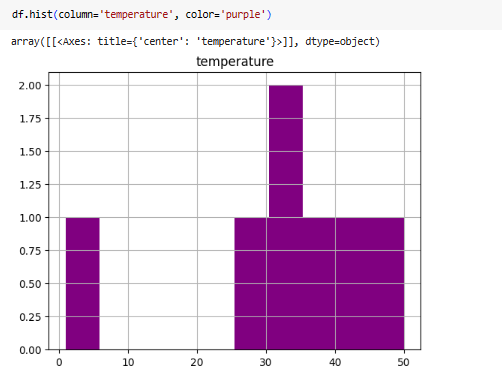 df.hist(column='temperature', color='purple')
array([[<Axes: title={'center': 'temperature'}>]], dtype=object)
temperature
2.00
1.75
1.50
1.25
1.00
0.75
0.50
0.25
0.00
0 10 20 30 40 50